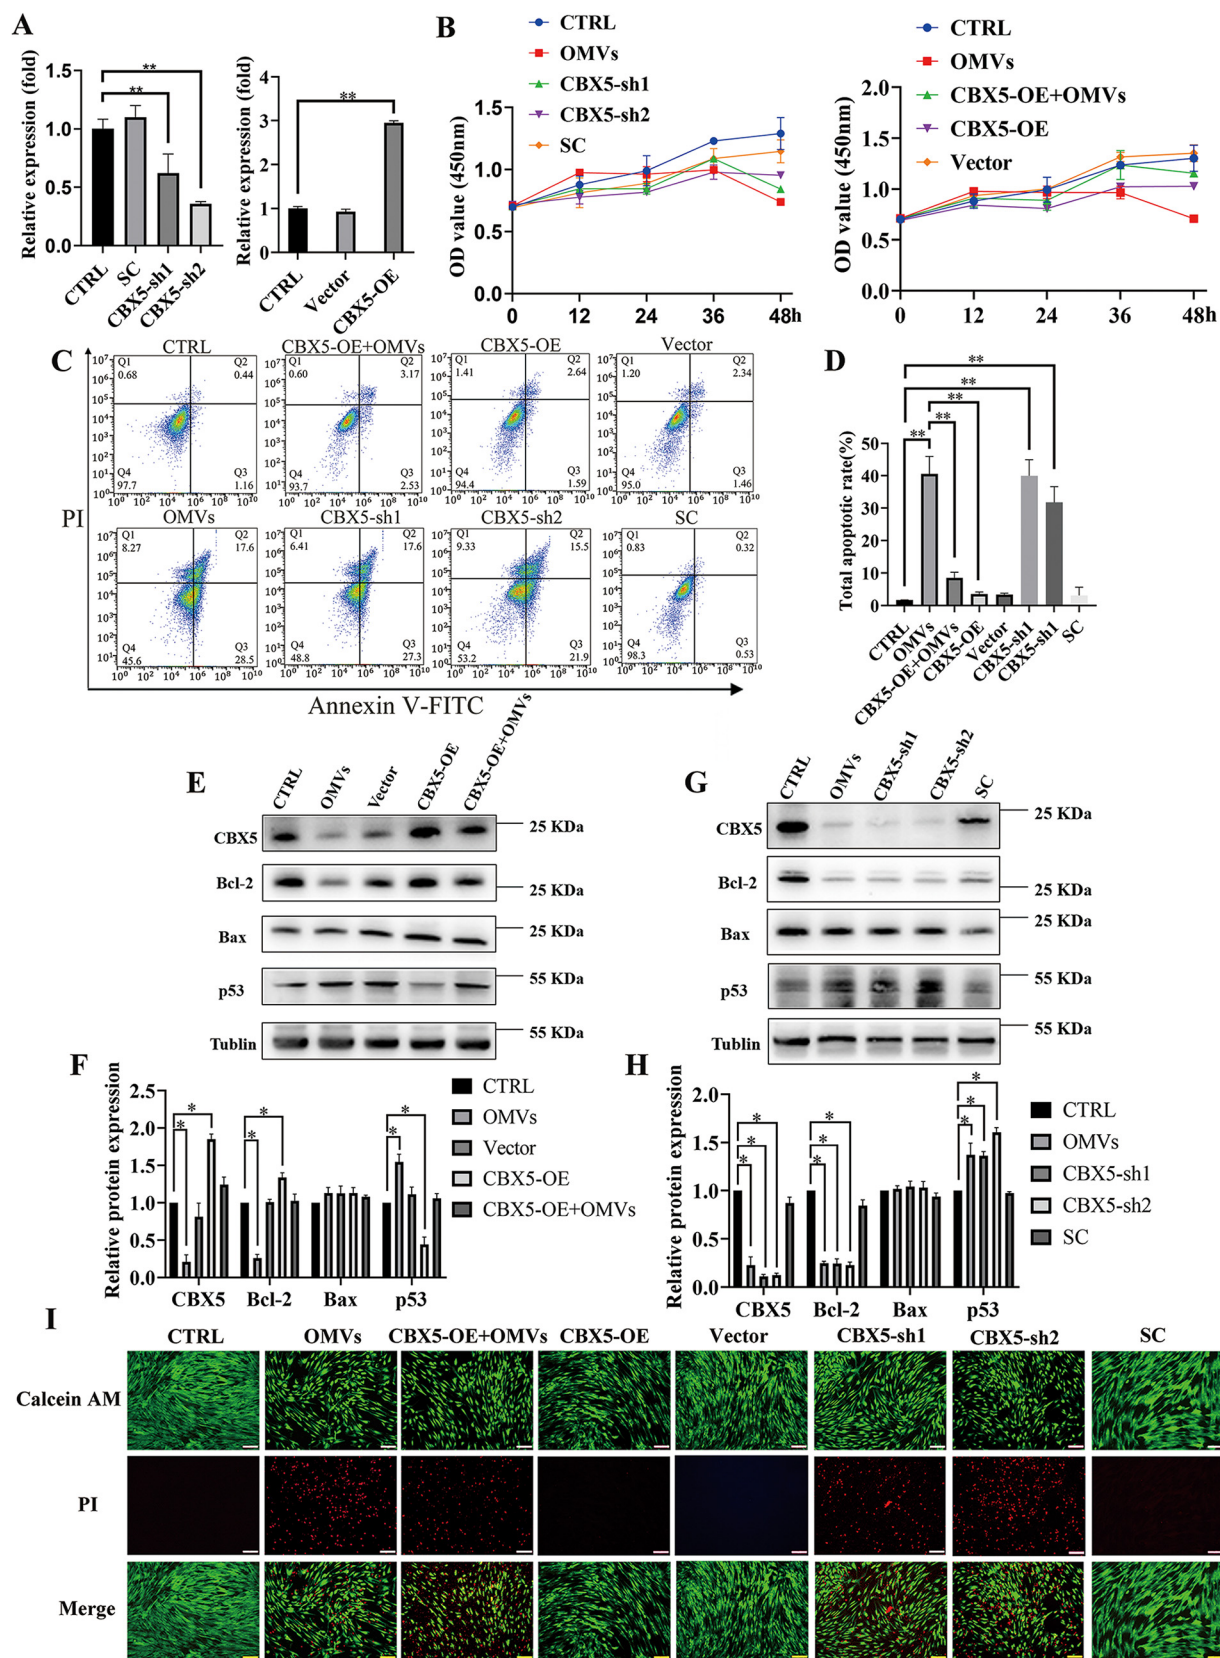 A
Relative expression (fold)
1.5
1.0
0.5
0.0
**
**
CTRL
SC
CBX5-sh1
CBX5-sh2
Relative expression (fold)
4
3
2
1
0
**
CTRL
Vector
CBX5-OE
B
CTRL
OMVs
CBX5-sh1
CBX5-sh2
SC
OD value (450nm)
1.5
1.0
0.5
0.0
0 12 24 36 48h
CTRL
OMVs
CBX5-OE+OMVs
CBX5-OE
Vector
OD value (450nm)
2.0
1.5
1.0
0.5
0.0
0 12 24 36 48h
C
PI
CTRL
Q1
0.68
Q2
0.44
Q4
97.7
Q3
1.16
CBX5-OE+OMVs
Q1
0.60
Q2
3.17
Q4
93.7
Q3
2.53
CBX5-OE
Q1
1.41
Q2
2.64
Q4
94.4
Q3
1.59
Vector
Q1
1.20
Q2
2.34
Q4
95.0
Q3
1.46
OMVs
Q1
8.27
Q2
17.6
Q4
45.6
Q3
28.5
CBX5-sh1
Q1
6.41
Q2
17.6
Q4
48.8
Q3
27.3
CBX5-sh2
Q1
9.33
Q2
15.5
Q4
53.2
Q3
21.9
SC
Q1
0.83
Q2
0.32
Q4
98.3
Q3
0.53
Annexin V-FITC
D
Total apoptotic rate(%)
50
40
30
20
10
0
**
**
**
**
**
CTRL
OMVs
CBX5-OE+OMVs
CBX5-OE
Vector
CBX5-sh1
CBX5-sh1
SC
E
CTRL
OMVs
Vector
CBX5-OE
CBX5-OE+OMVs
CBX5
25 KDa
Bcl-2
25 KDa
Bax
25 KDa
p53
55 KDa
Tublin
55 KDa
G
CTRL
OMVs
CBX5-sh1
CBX5-sh2
SC
CBX5
25 KDa
Bcl-2
25 KDa
Bax
25 KDa
p53
55 KDa
Tublin
55 KDa
F
Relative protein expression
2.5
2.0
1.5
1.0
0.5
0.0
*
*
*
*
*
*
CBX5 Bcl-2 Bax p53
CTRL
OMVs
Vector
CBX5-OE
CBX5-OE+OMVs
H
Relative protein expression
2.0
1.5
1.0
0.5
0.0
*
*
*
*
*
*
*
*
*
CBX5 Bcl-2 Bax p53
CTRL
OMVs
CBX5-sh1
CBX5-sh2
SC
I
CTRL OMVs CBX5-OE+OMVs CBX5-OE Vector CBX5-sh1 CBX5-sh2 SC
Calcein AM
PI
Merge